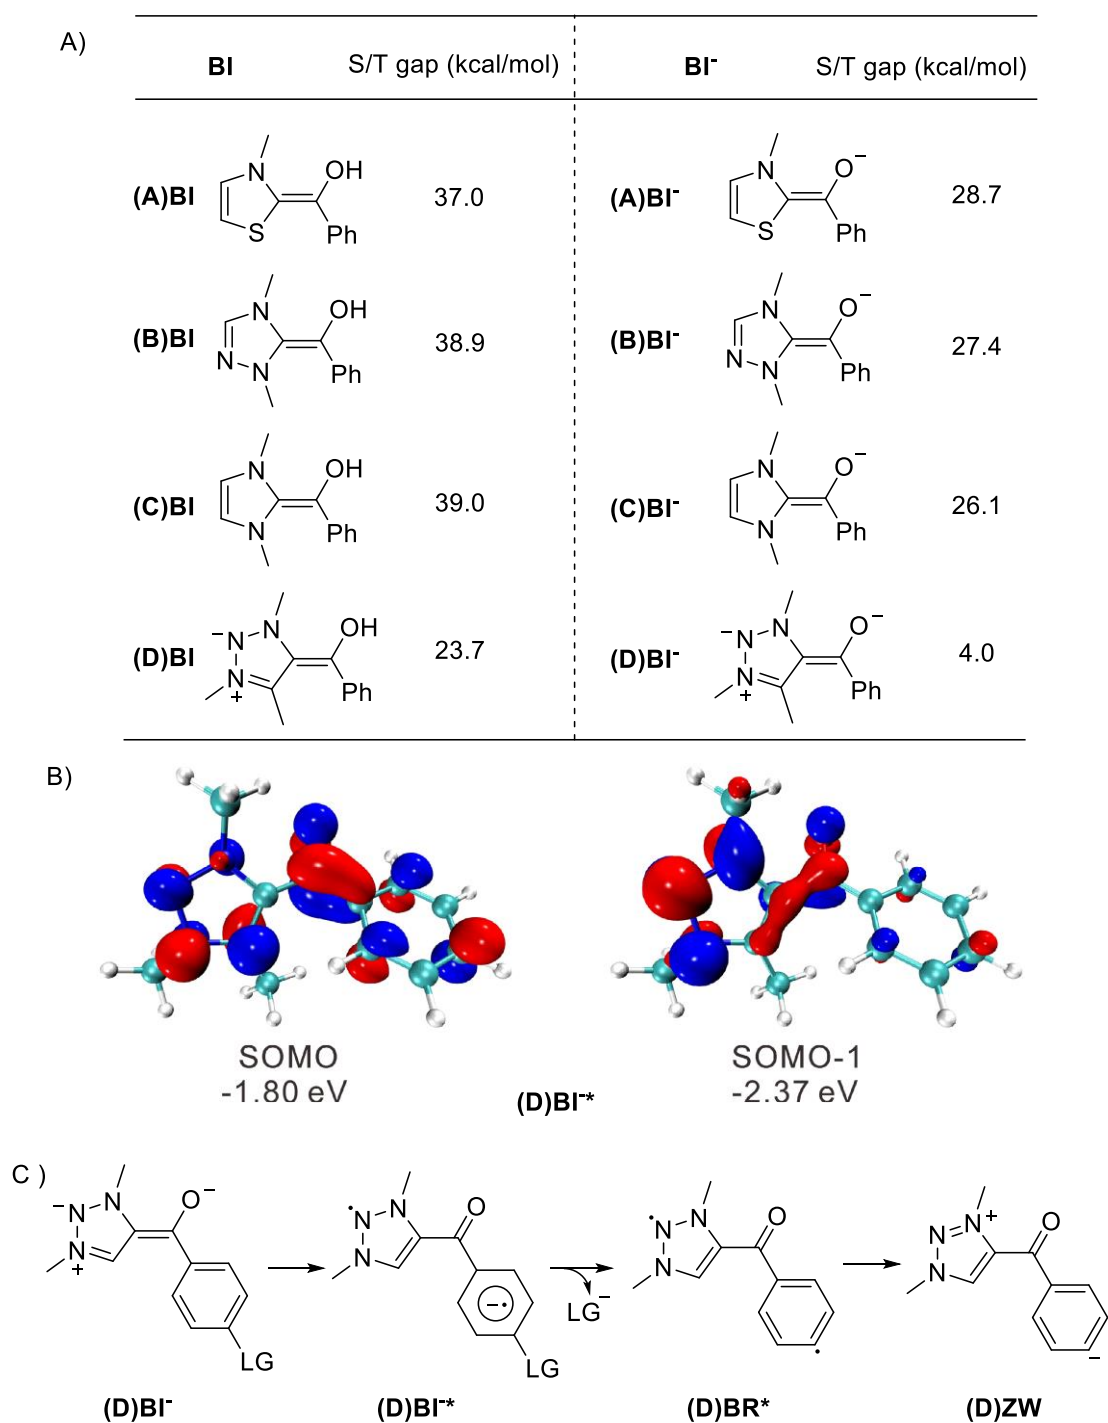 A)
BI S/T gap (kcal/mol) BI⁻ S/T gap (kcal/mol)
(A)BI N S OH Ph 37.0 (A)BI⁻ N S O⁻ Ph 28.7
(B)BI N N N OH Ph 38.9 (B)BI⁻ N N N O⁻ Ph 27.4
(C)BI N N OH Ph 39.0 (C)BI⁻ N N O⁻ Ph 26.1
(D)BI ⁻N N N⁺ OH Ph 23.7 (D)BI⁻ ⁻N N N⁺ O⁻ Ph 4.0
B)
SOMO SOMO-1
-1.80 eV -2.37 eV
(D)BI⁻*
C )
⁻N N N⁺ O⁻ LG ·N N N O −· LG LG⁻ ·N N N O · N N⁺ N O −
(D)BI⁻ (D)BI⁻* (D)BR* (D)ZW